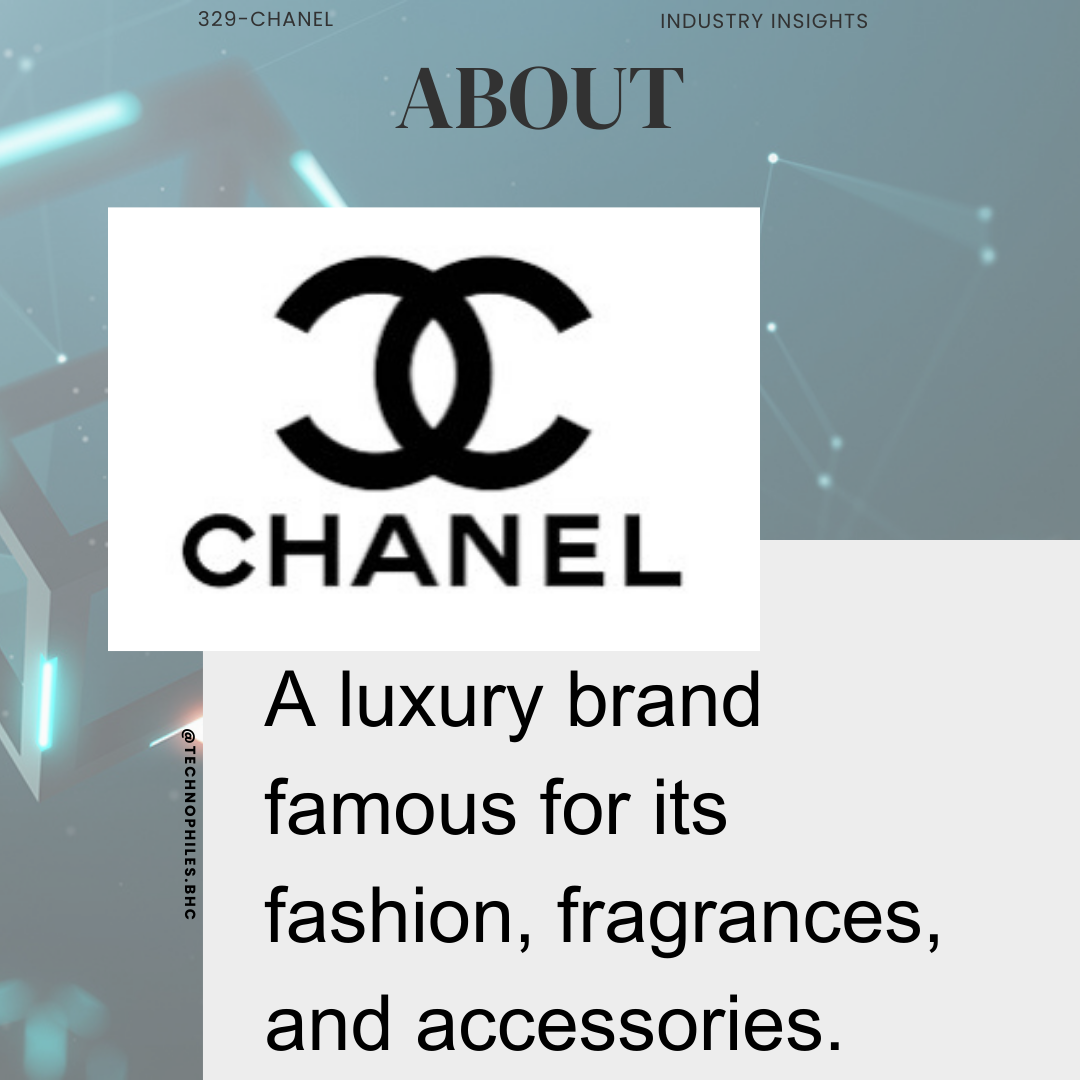 329-CHANEL
INDUSTRY INSIGHTS
ABOUT
CHANEL
A luxury brand
famous for its
fashion, fragrances,
and accessories.
@TECHNOPHILES.BHC